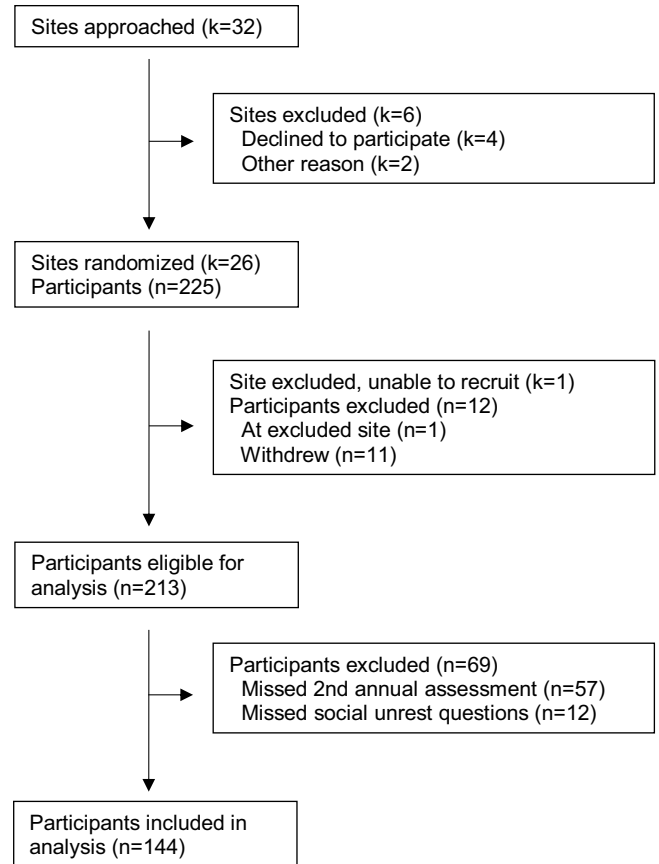 Sites approached (k=32)
Sites excluded (k=6)
Declined to participate (k=4)
Other reason (k=2)
Sites randomized (k=26)
Participants (n=225)
Site excluded, unable to recruit (k=1)
Participants excluded (n=12)
At excluded site (n=1)
Withdrew (n=11)
Participants eligible for
analysis (n=213)
Participants excluded (n=69)
Missed 2nd annual assessment (n=57)
Missed social unrest questions (n=12)
Participants included in
analysis (n=144)